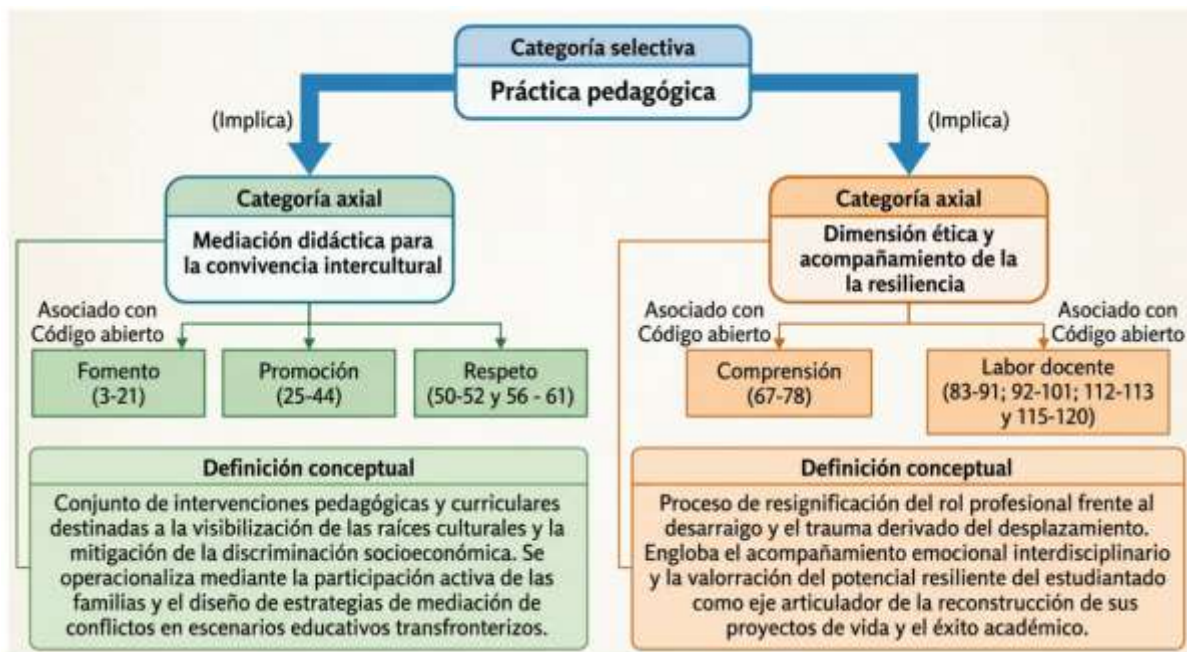 Categoría selectiva
Práctica pedagógica
(Implica)
(Implica)
Categoría axial
Mediación didáctica para
la convivencia intercultural
Asociado con
Código abierto
Fomento
(3-21)
Promoción
(25-44)
Respeto
(50-52 y 56 - 61)
Definición conceptual
Conjunto de intervenciones pedagógicas y curriculares
destinadas a la visibilización de las raíces culturales y la
mitigación de la discriminación socioeconómica. Se
operacionaliza mediante la participación activa de las
familias y el diseño de estrategias de mediación de
conflictos en escenarios educativos transfronterizos.
Categoría axial
Dimensión ética y
acompañamiento de la
la resiliencia
Asociado con
Código abierto
Asociado con
Código abierto
Comprensión
(67-78)
Labor docente
(83-91; 92-101; 112-113
y 115-120)
Definición conceptual
Proceso de resignificación del rol profesional frente al
desarraigo y el trauma derivado del desplazamiento.
Engloba el acompañamiento emocional interdisciplinario
y la valorración del potencial resiliente del estudiantado
como eje articulador de la reconstrucción de sus
proyectos de vida y el éxito académico.